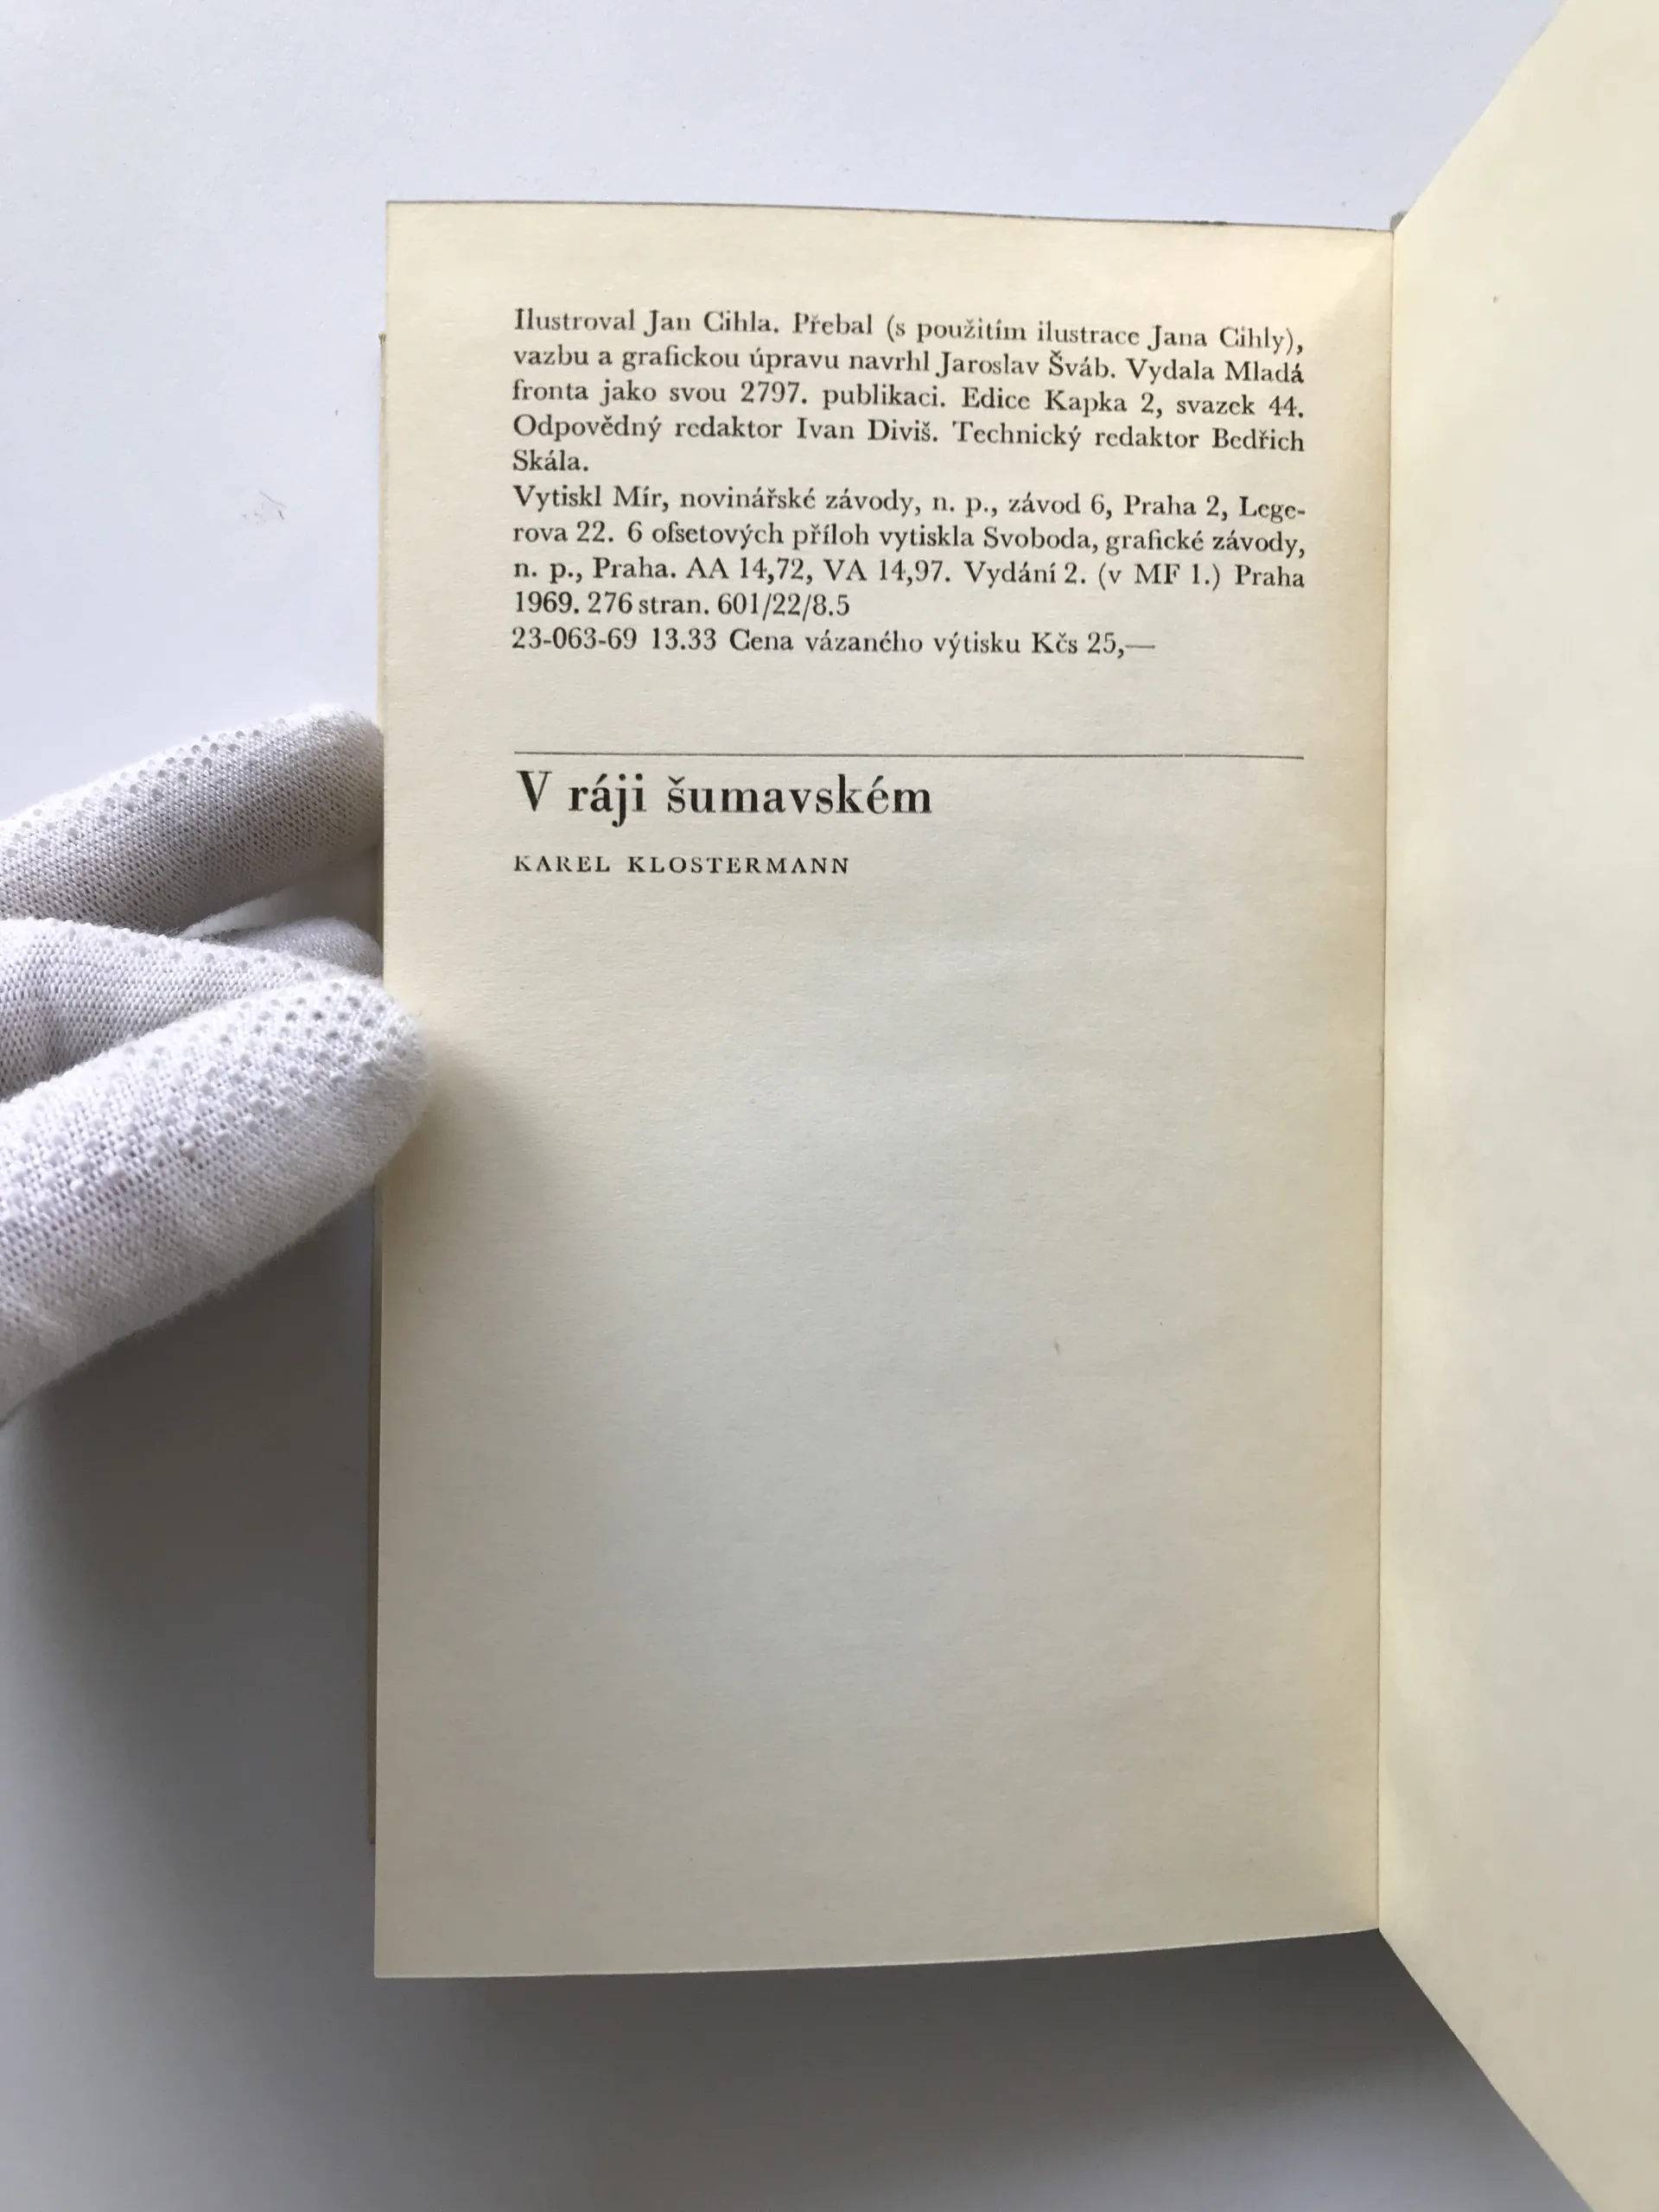 Ilustroval Jan Cihla. Přebal (s použitím ilustrace Jana Cihly),
vazbu a grafickou úpravu navrhl Jaroslav Šváb. Vydala Mladá
fronta jako svou 2797. publikaci. Edice Kapka 2, svazek 44.
Odpovědný redaktor Ivan Diviš. Technický redaktor Bedřich
Skála.
Vytiskl Mír, novinářské závody, n. p., závod 6, Praha 2, Lege-
rova 22. 6 ofsetových příloh vytiskla Svoboda, grafické závody,
n. p., Praha. AA 14,72, VA 14,97. Vydání 2. (v MF 1.) Praha
1969. 276 stran. 601/22/8.5
23-063-69 13.33 Cena vázaného výtisku Kčs 25,—
V ráji šumavském
KAREL KLOSTERMANN